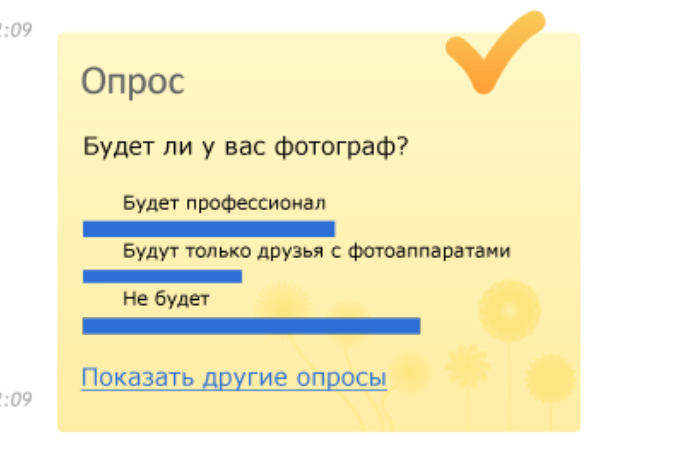 2:09
Опрос
Будет ли у вас фотограф?
Будет профессионал
Будут только друзья с фотоаппаратами
Не будет
Показать другие опросы
2:09